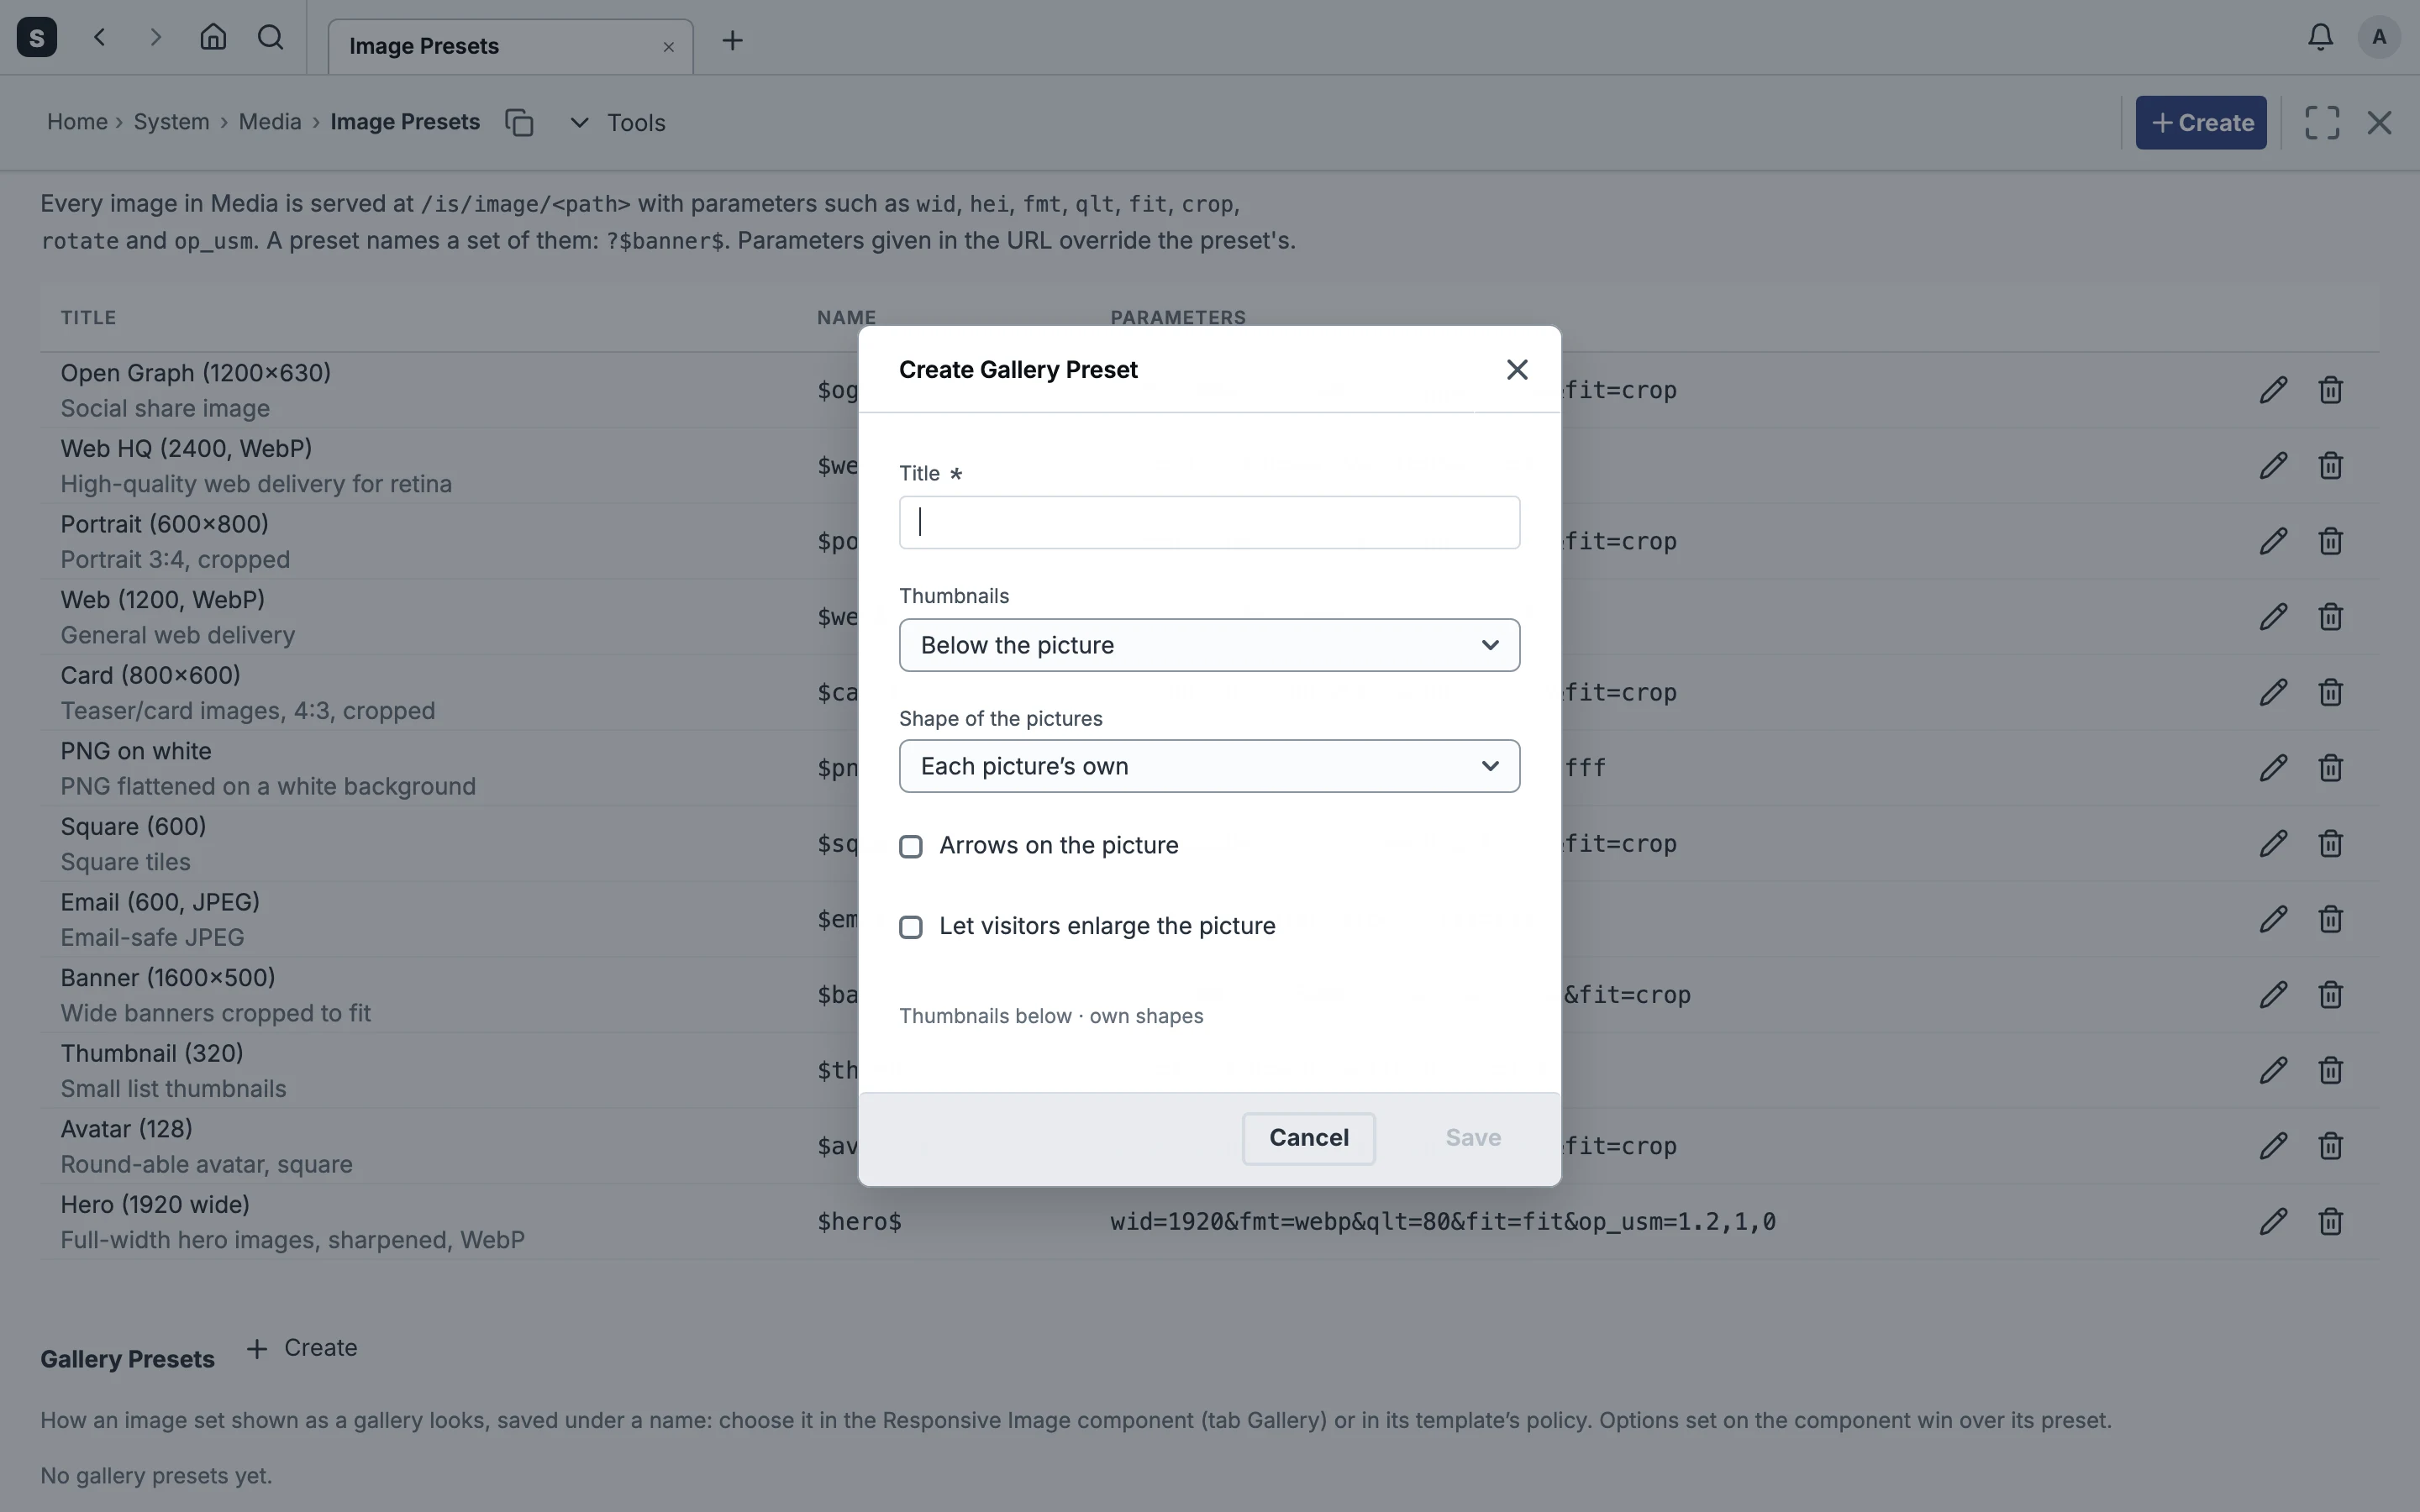 S
Image Presets
A
Home › System › Media › Image Presets
Tools
+ Create
Every image in Media is served at /is/image/<path> with parameters such as wid, hei, fmt, qlt, fit, crop,
rotate and op_usm. A preset names a set of them: ?$banner$. Parameters given in the URL override the preset's.
TITLE NAME PARAMETERS
Open Graph (1200×630)
Social share image
$og
fit=crop
Web HQ (2400, WebP)
High-quality web delivery for retina
$we
Portrait (600×800)
Portrait 3:4, cropped
$po
fit=crop
Web (1200, WebP)
General web delivery
$we
Card (800×600)
Teaser/card images, 4:3, cropped
$ca
fit=crop
PNG on white
PNG flattened on a white background
$pn
fff
Square (600)
Square tiles
$sq
fit=crop
Email (600, JPEG)
Email-safe JPEG
$em
Banner (1600×500)
Wide banners cropped to fit
$ba
&fit=crop
Thumbnail (320)
Small list thumbnails
$th
Avatar (128)
Round-able avatar, square
$av
fit=crop
Hero (1920 wide)
Full-width hero images, sharpened, WebP
$hero$
wid=1920&fmt=webp&qlt=80&fit=fit&op_usm=1.2,1,0
Create Gallery Preset
Title *
Thumbnails
Below the picture
Shape of the pictures
Each picture’s own
Arrows on the picture
Let visitors enlarge the picture
Thumbnails below · own shapes
Cancel
Save
Gallery Presets
+ Create
How an image set shown as a gallery looks, saved under a name: choose it in the Responsive Image component (tab Gallery) or in its template’s policy. Options set on the component win over its preset.
No gallery presets yet.